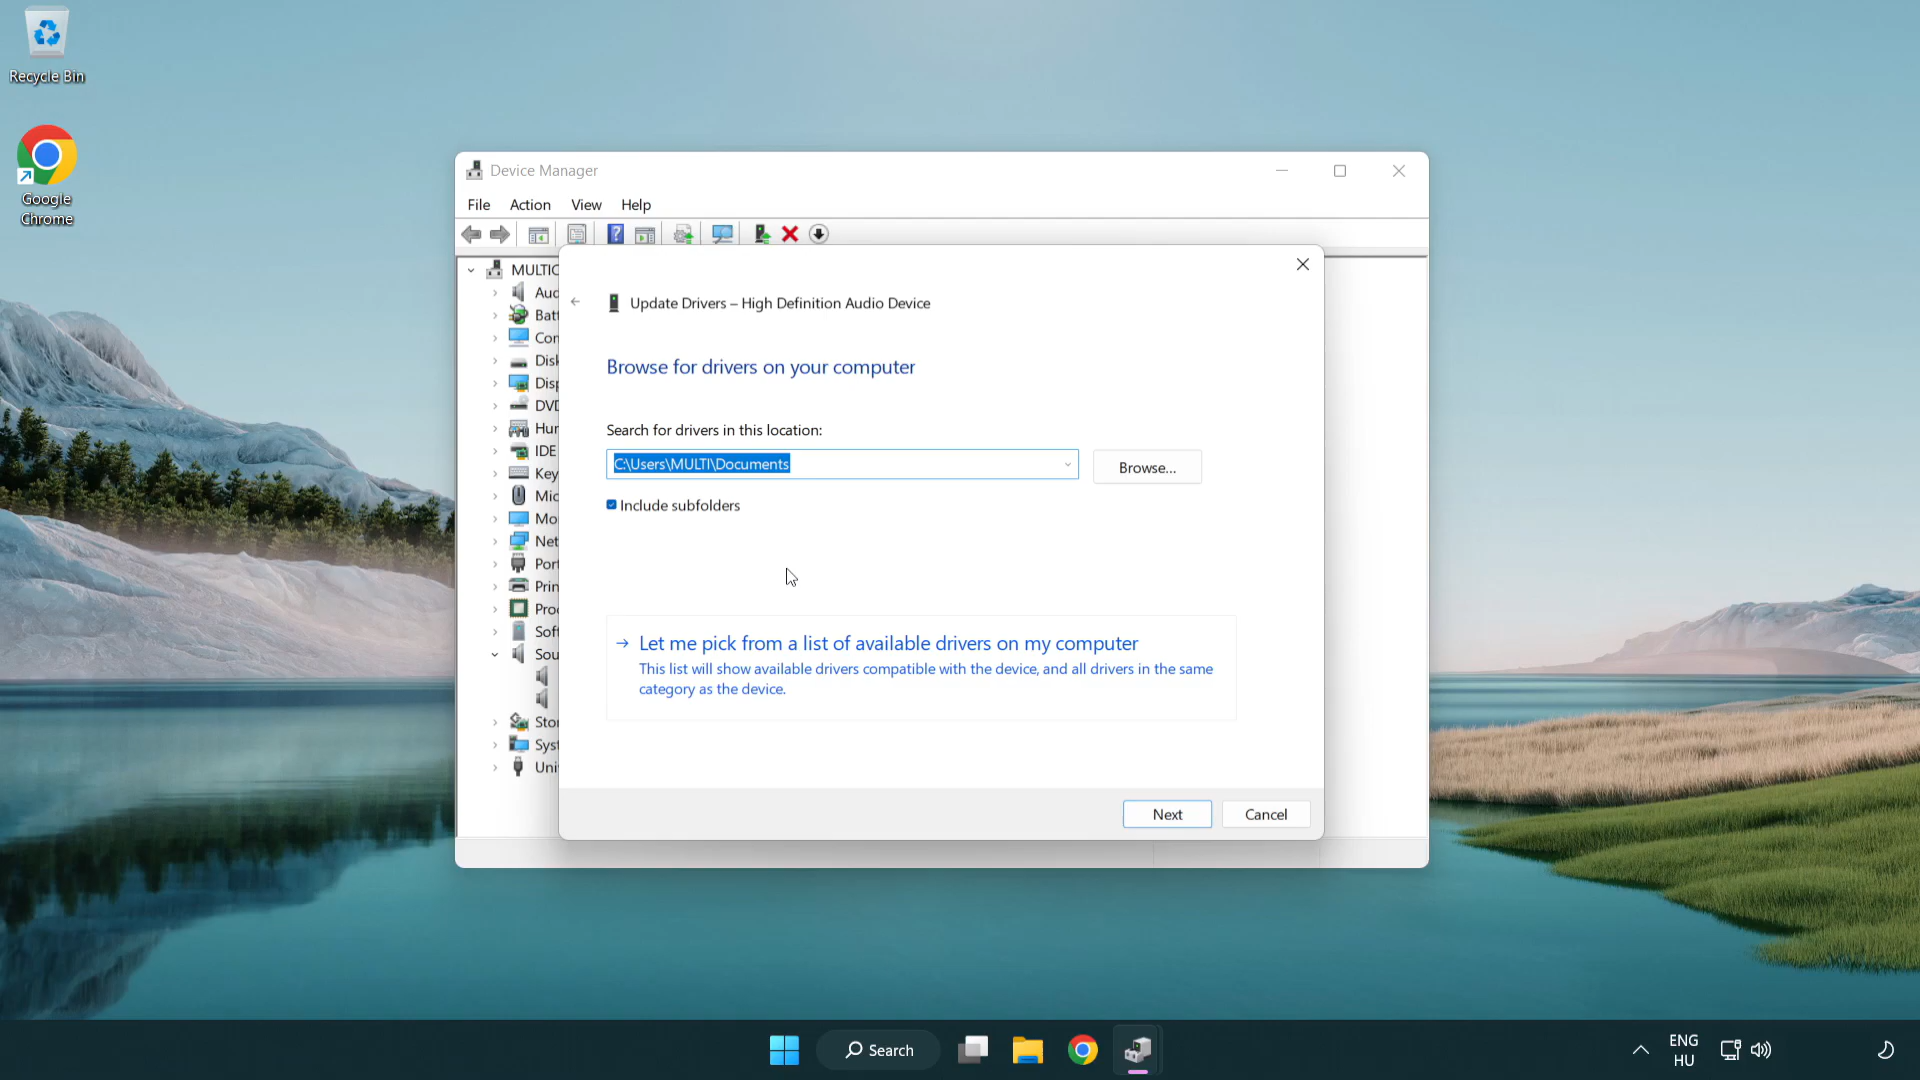 Recycle Bin
Google
Chrome
Device Manager
File Action View Help
MULTIC
Aud
Batt
Com
Disk
Disp
DVD
Hum
IDE
Key
Mic
Mo
Net
Port
Prin
Proc
Soft
Sou
Stor
Syst
Uni
Update Drivers – High Definition Audio Device
Browse for drivers on your computer
Search for drivers in this location:
C:\Users\MULTI\Documents
Browse...
Include subfolders
Let me pick from a list of available drivers on my computer
This list will show available drivers compatible with the device, and all drivers in the same
category as the device.
Next
Cancel
Search
ENG
HU